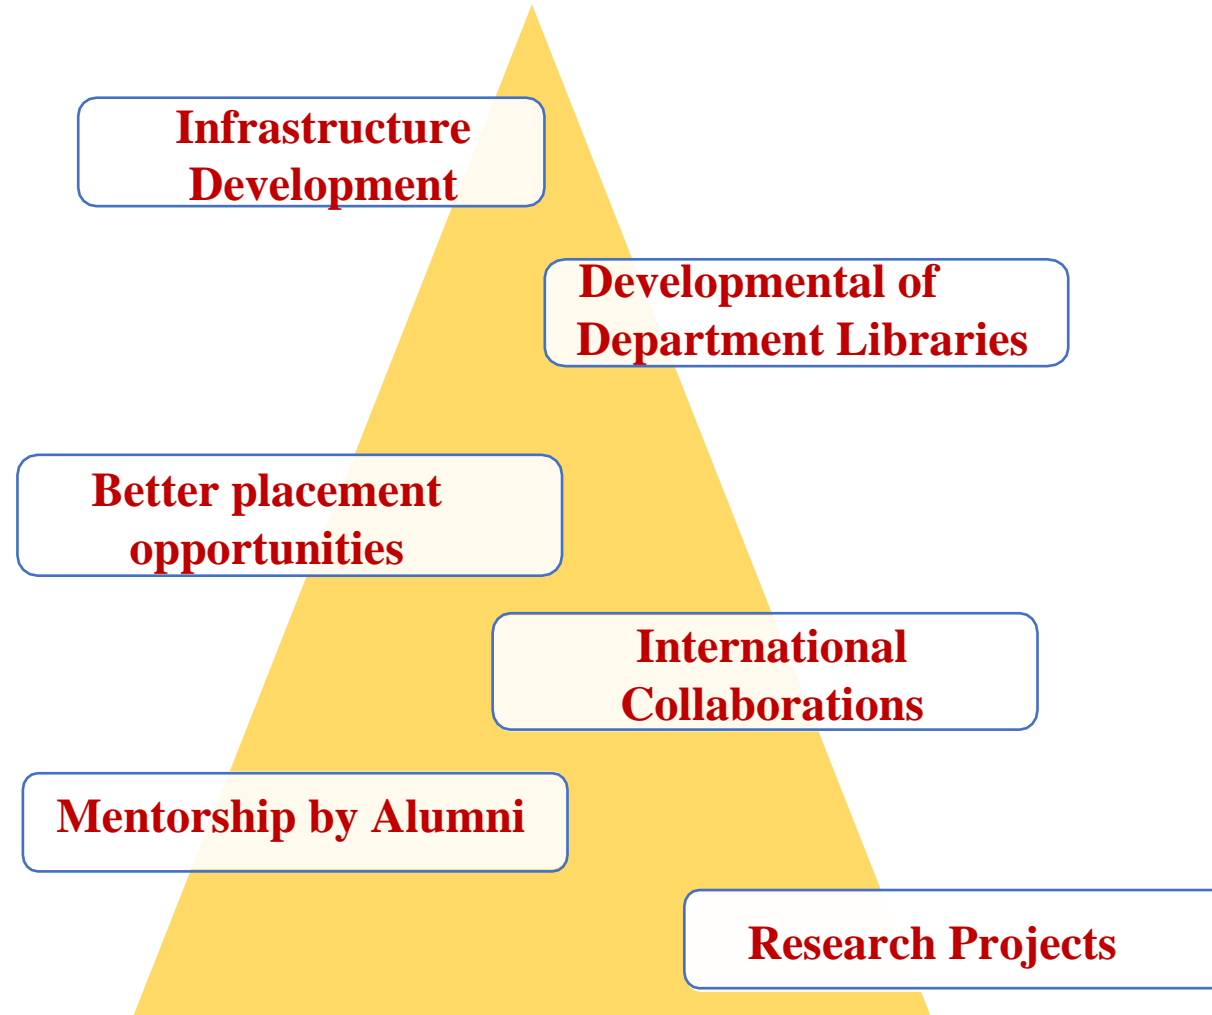 Infrastructure
Development
Developmental of
Department Libraries
Better placement
opportunities
International
Collaborations
Mentorship by Alumni
Research Projects